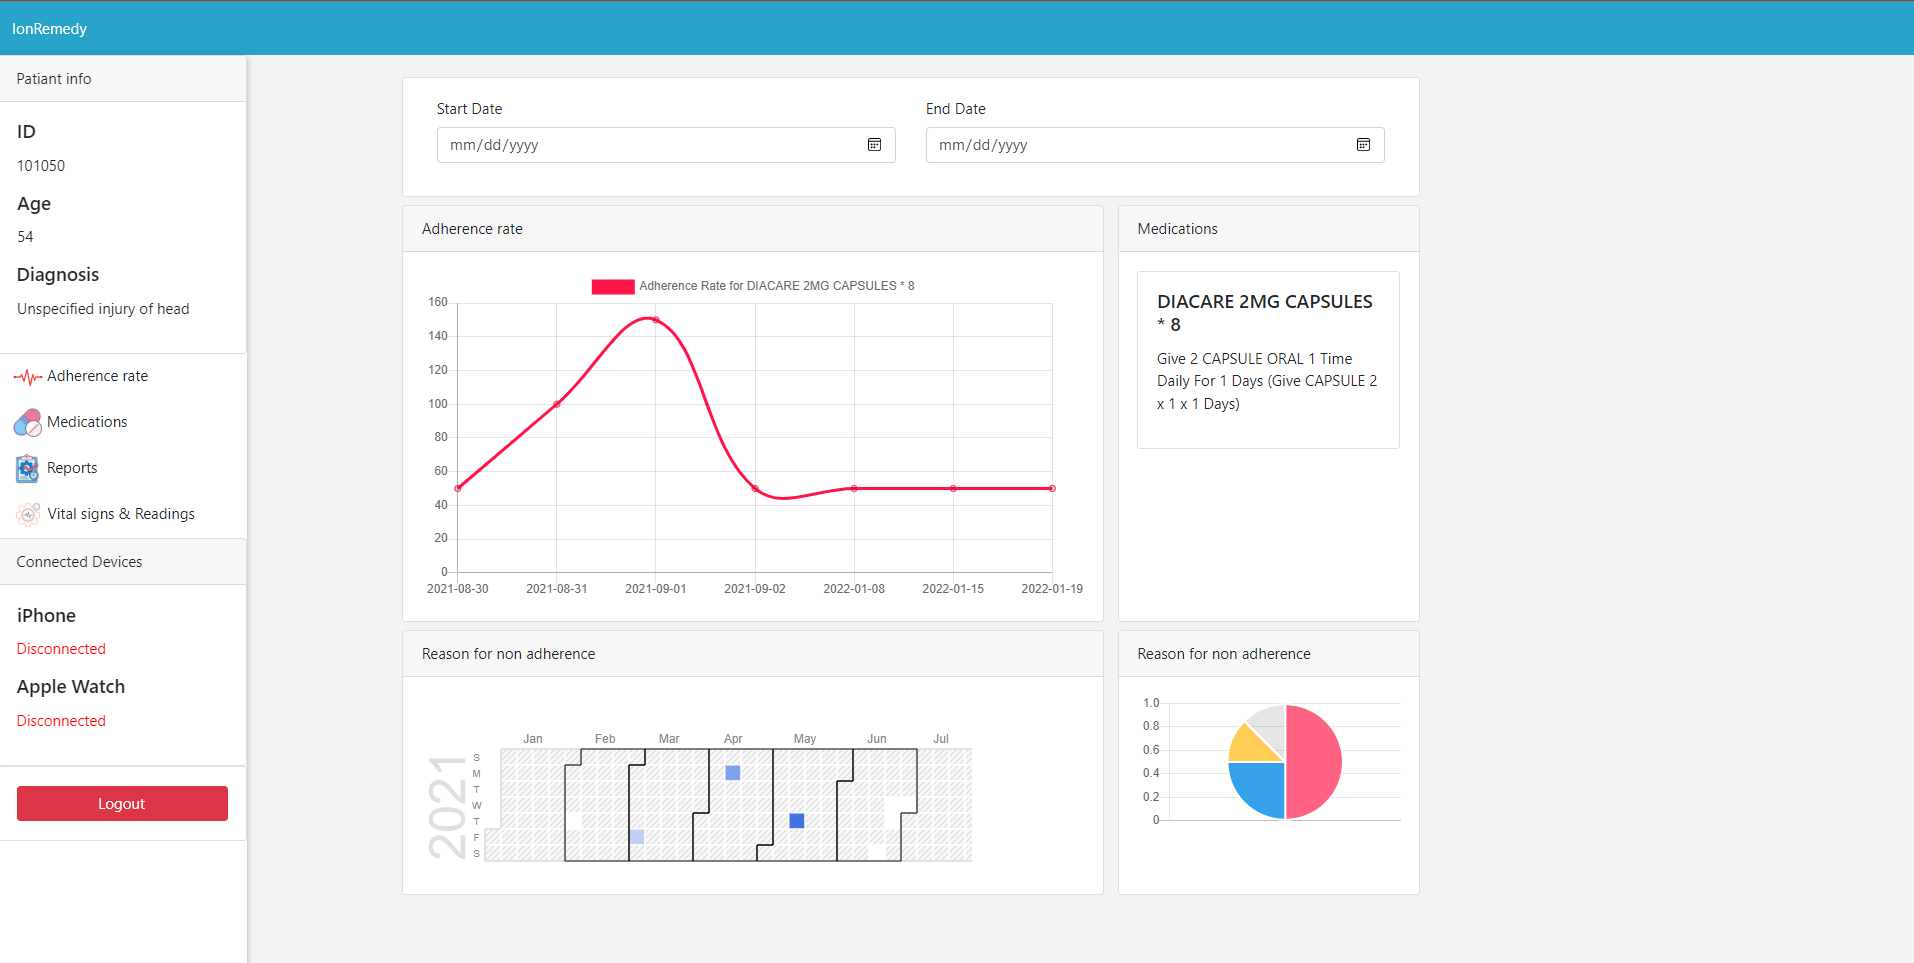 IonRemedy
Patiant info
ID
101050
Age
54
Diagnosis
Unspecified injury of head
Adherence rate
Medications
Reports
Vital signs & Readings
Connected Devices
iPhone
Disconnected
Apple Watch
Disconnected
Logout
Start Date
mm/dd/yyyy
End Date
mm/dd/yyyy
Adherence rate
Adherence Rate for DIACARE 2MG CAPSULES * 8
160
140
120
100
80
60
40
20
0
2021-08-30 2021-08-31 2021-09-01 2021-09-02 2022-01-08 2022-01-15 2022-01-19
Medications
DIACARE 2MG CAPSULES
* 8
Give 2 CAPSULE ORAL 1 Time
Daily For 1 Days (Give CAPSULE 2
x 1 x 1 Days)
Reason for non adherence
Jan Feb Mar Apr May Jun Jul
2021
S
M
T
W
T
F
S
Reason for non adherence
1.0
0.8
0.6
0.4
0.2
0